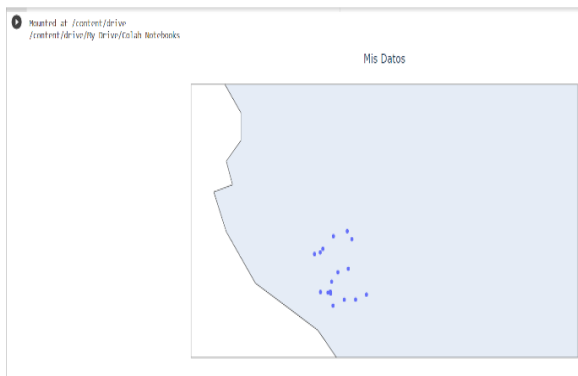 Mounted at /content/drive
/content/drive/My Drive/Colab Notebooks
Mis Datos